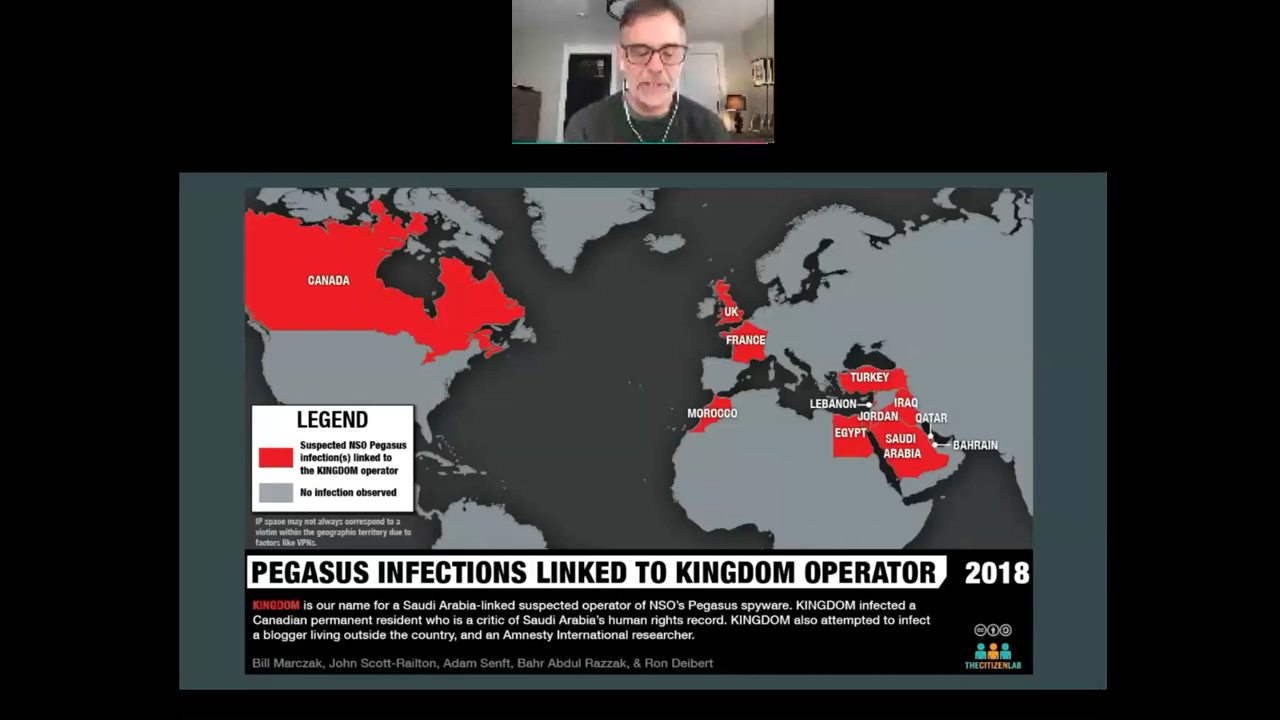 CANADA
UK
FRANCE
TURKEY
LEBANON
IRAQ
MOROCCO
JORDAN
QATAR
EGYPT
SAUDI
ARABIA
BAHRAIN
LEGEND
Suspected NSO Pegasus
infection(s) linked to
the KINGDOM operator
No infection observed
IP space may not always correspond to a
victim within the geographic territory due to
factors like VPNs.
PEGASUS INFECTIONS LINKED TO KINGDOM OPERATOR
2018
KINGDOM is our name for a Saudi Arabia-linked suspected operator of NSO's Pegasus spyware. KINGDOM infected a
Canadian permanent resident who is a critic of Saudi Arabia's human rights record. KINGDOM also attempted to infect
a blogger living outside the country, and an Amnesty International researcher.
Bill Marczak, John Scott-Railton, Adam Senft, Bahr Abdul Razzak, & Ron Deibert
THECITIZENLAB